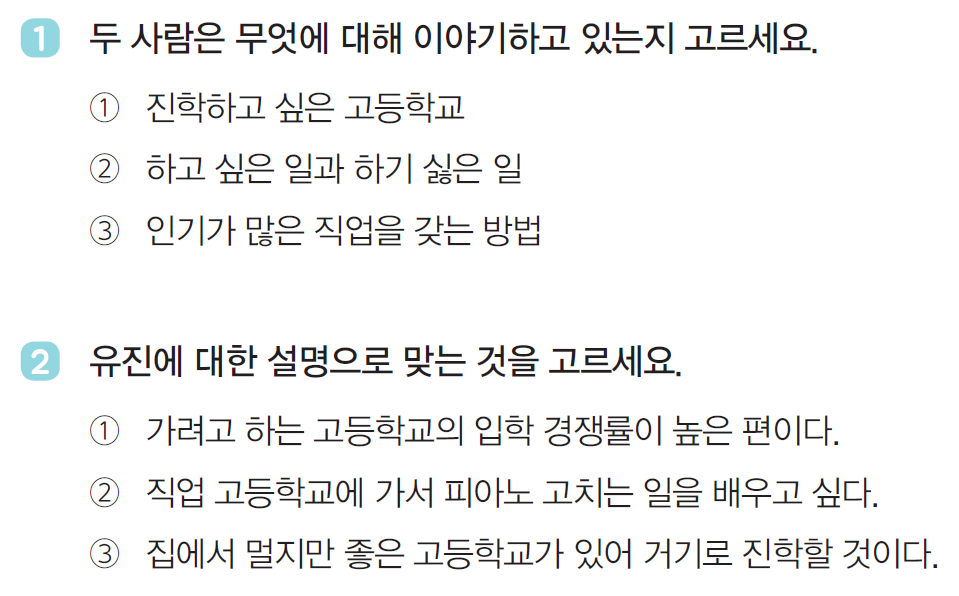 1 두 사람은 무엇에 대해 이야기하고 있는지 고르세요.
① 진학하고 싶은 고등학교
② 하고 싶은 일과 하기 싫은 일
③ 인기가 많은 직업을 갖는 방법
2 유진에 대한 설명으로 맞는 것을 고르세요.
① 가려고 하는 고등학교의 입학 경쟁률이 높은 편이다.
② 직업 고등학교에 가서 피아노 고치는 일을 배우고 싶다.
③ 집에서 멀지만 좋은 고등학교가 있어 거기로 진학할 것이다.